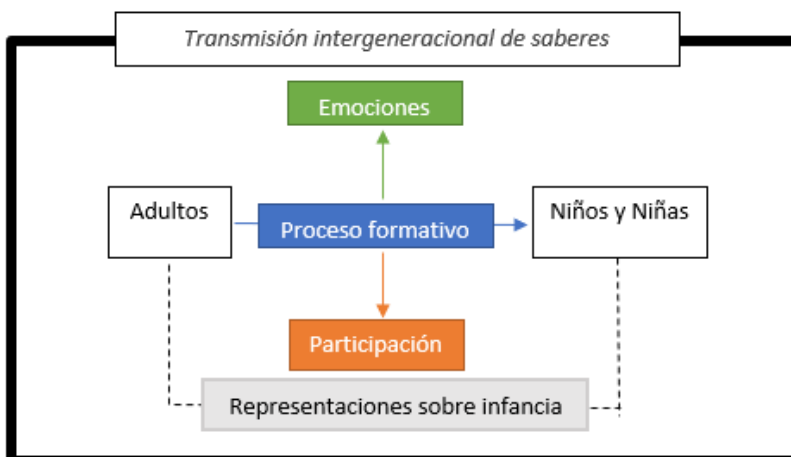 Transmisión intergeneracional de saberes
Emociones
Adultos
Proceso formativo
Niños y Niñas
Participación
Representaciones sobre infancia